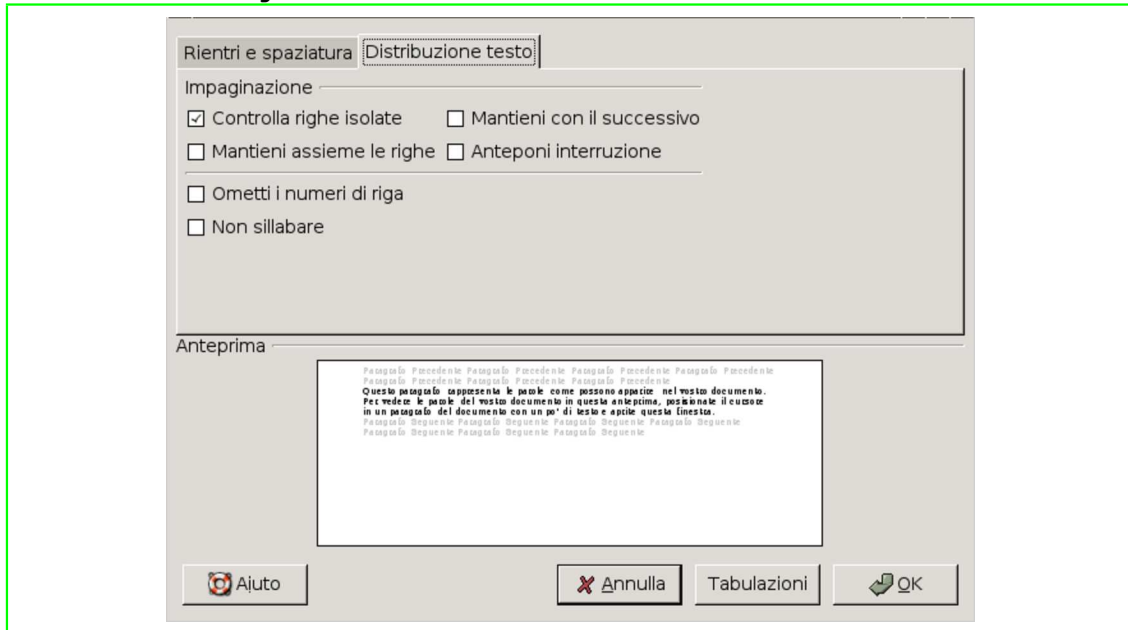 Rientri e spaziatura Distribuzione testo
Impaginazione
Controlla righe isolate Mantieni con il successivo
Mantieni assieme le righe Anteponi interruzione
Ometti i numeri di riga
Non sillabare
Anteprima
Paragrafo Precedente Paragrafo Precedente Paragrafo Precedente Paragrafo Precedente
Paragrafo Precedente Paragrafo Precedente Paragrafo Precedente
Questo paragrafo rappresenta le parole come possono apparire nel vostro documento.
Per vedere le parole del vostro documento in questa anteprima, posizionate il cursore
in un paragrafo del documento con un po' di testo e aprite questa finestra.
Paragrafo Seguente Paragrafo Seguente Paragrafo Seguente Paragrafo Seguente
Paragrafo Seguente Paragrafo Seguente Paragrafo Seguente
Aiuto Annulla Tabulazioni OK